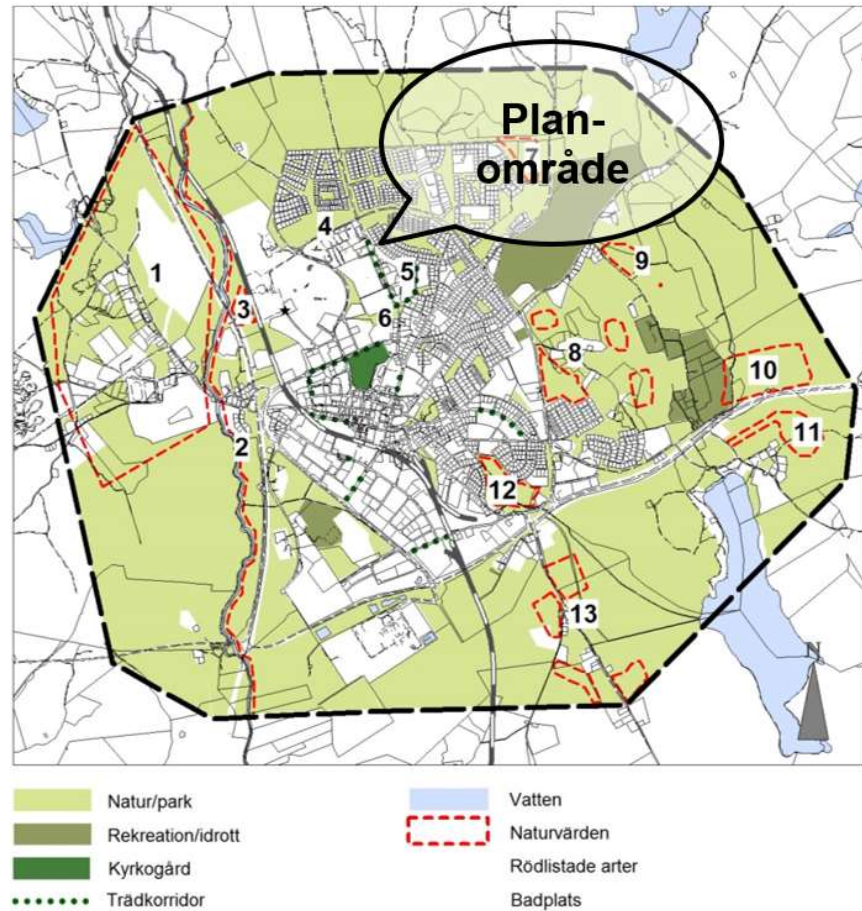 Plan-
område
7
4
9
1
5
3
6
8
10
11
2
12
13
N
Natur/park
Rekreation/idrott
Kyrkogård
Trädkorridor
Vatten
Naturvärden
Rödlistade arter
Badplats